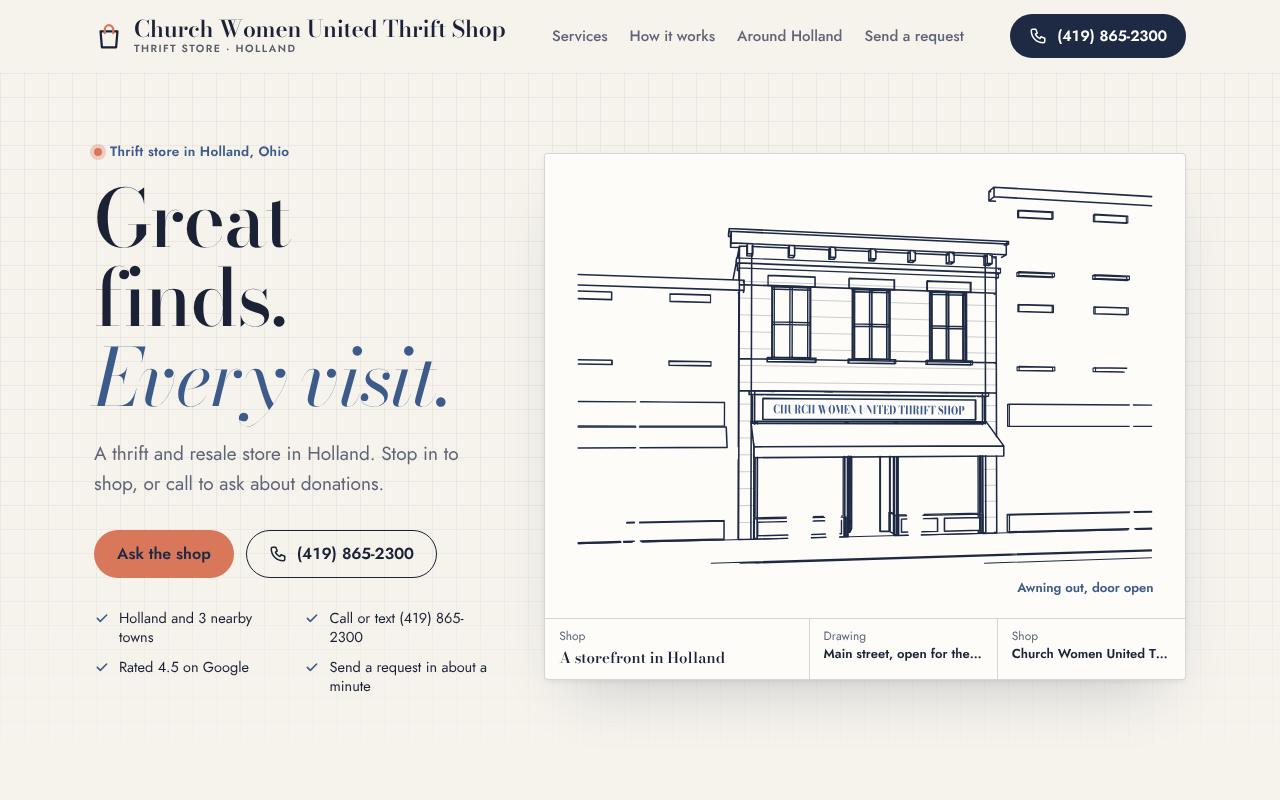 Church Women United Thrift Shop
THRIFT STORE · HOLLAND
Services
How it works
Around Holland
Send a request
(419) 865-2300
Thrift store in Holland, Ohio
Great
finds.
Every visit.
A thrift and resale store in Holland. Stop in to
shop, or call to ask about donations.
Ask the shop
(419) 865-2300
Holland and 3 nearby
towns
Call or text (419) 865-
2300
Rated 4.5 on Google
Send a request in about a
minute
CHURCH WOMEN UNITED THRIFT SHOP
Awning out, door open
Shop
A storefront in Holland
Drawing
Main street, open for the...
Shop
Church Women United T...